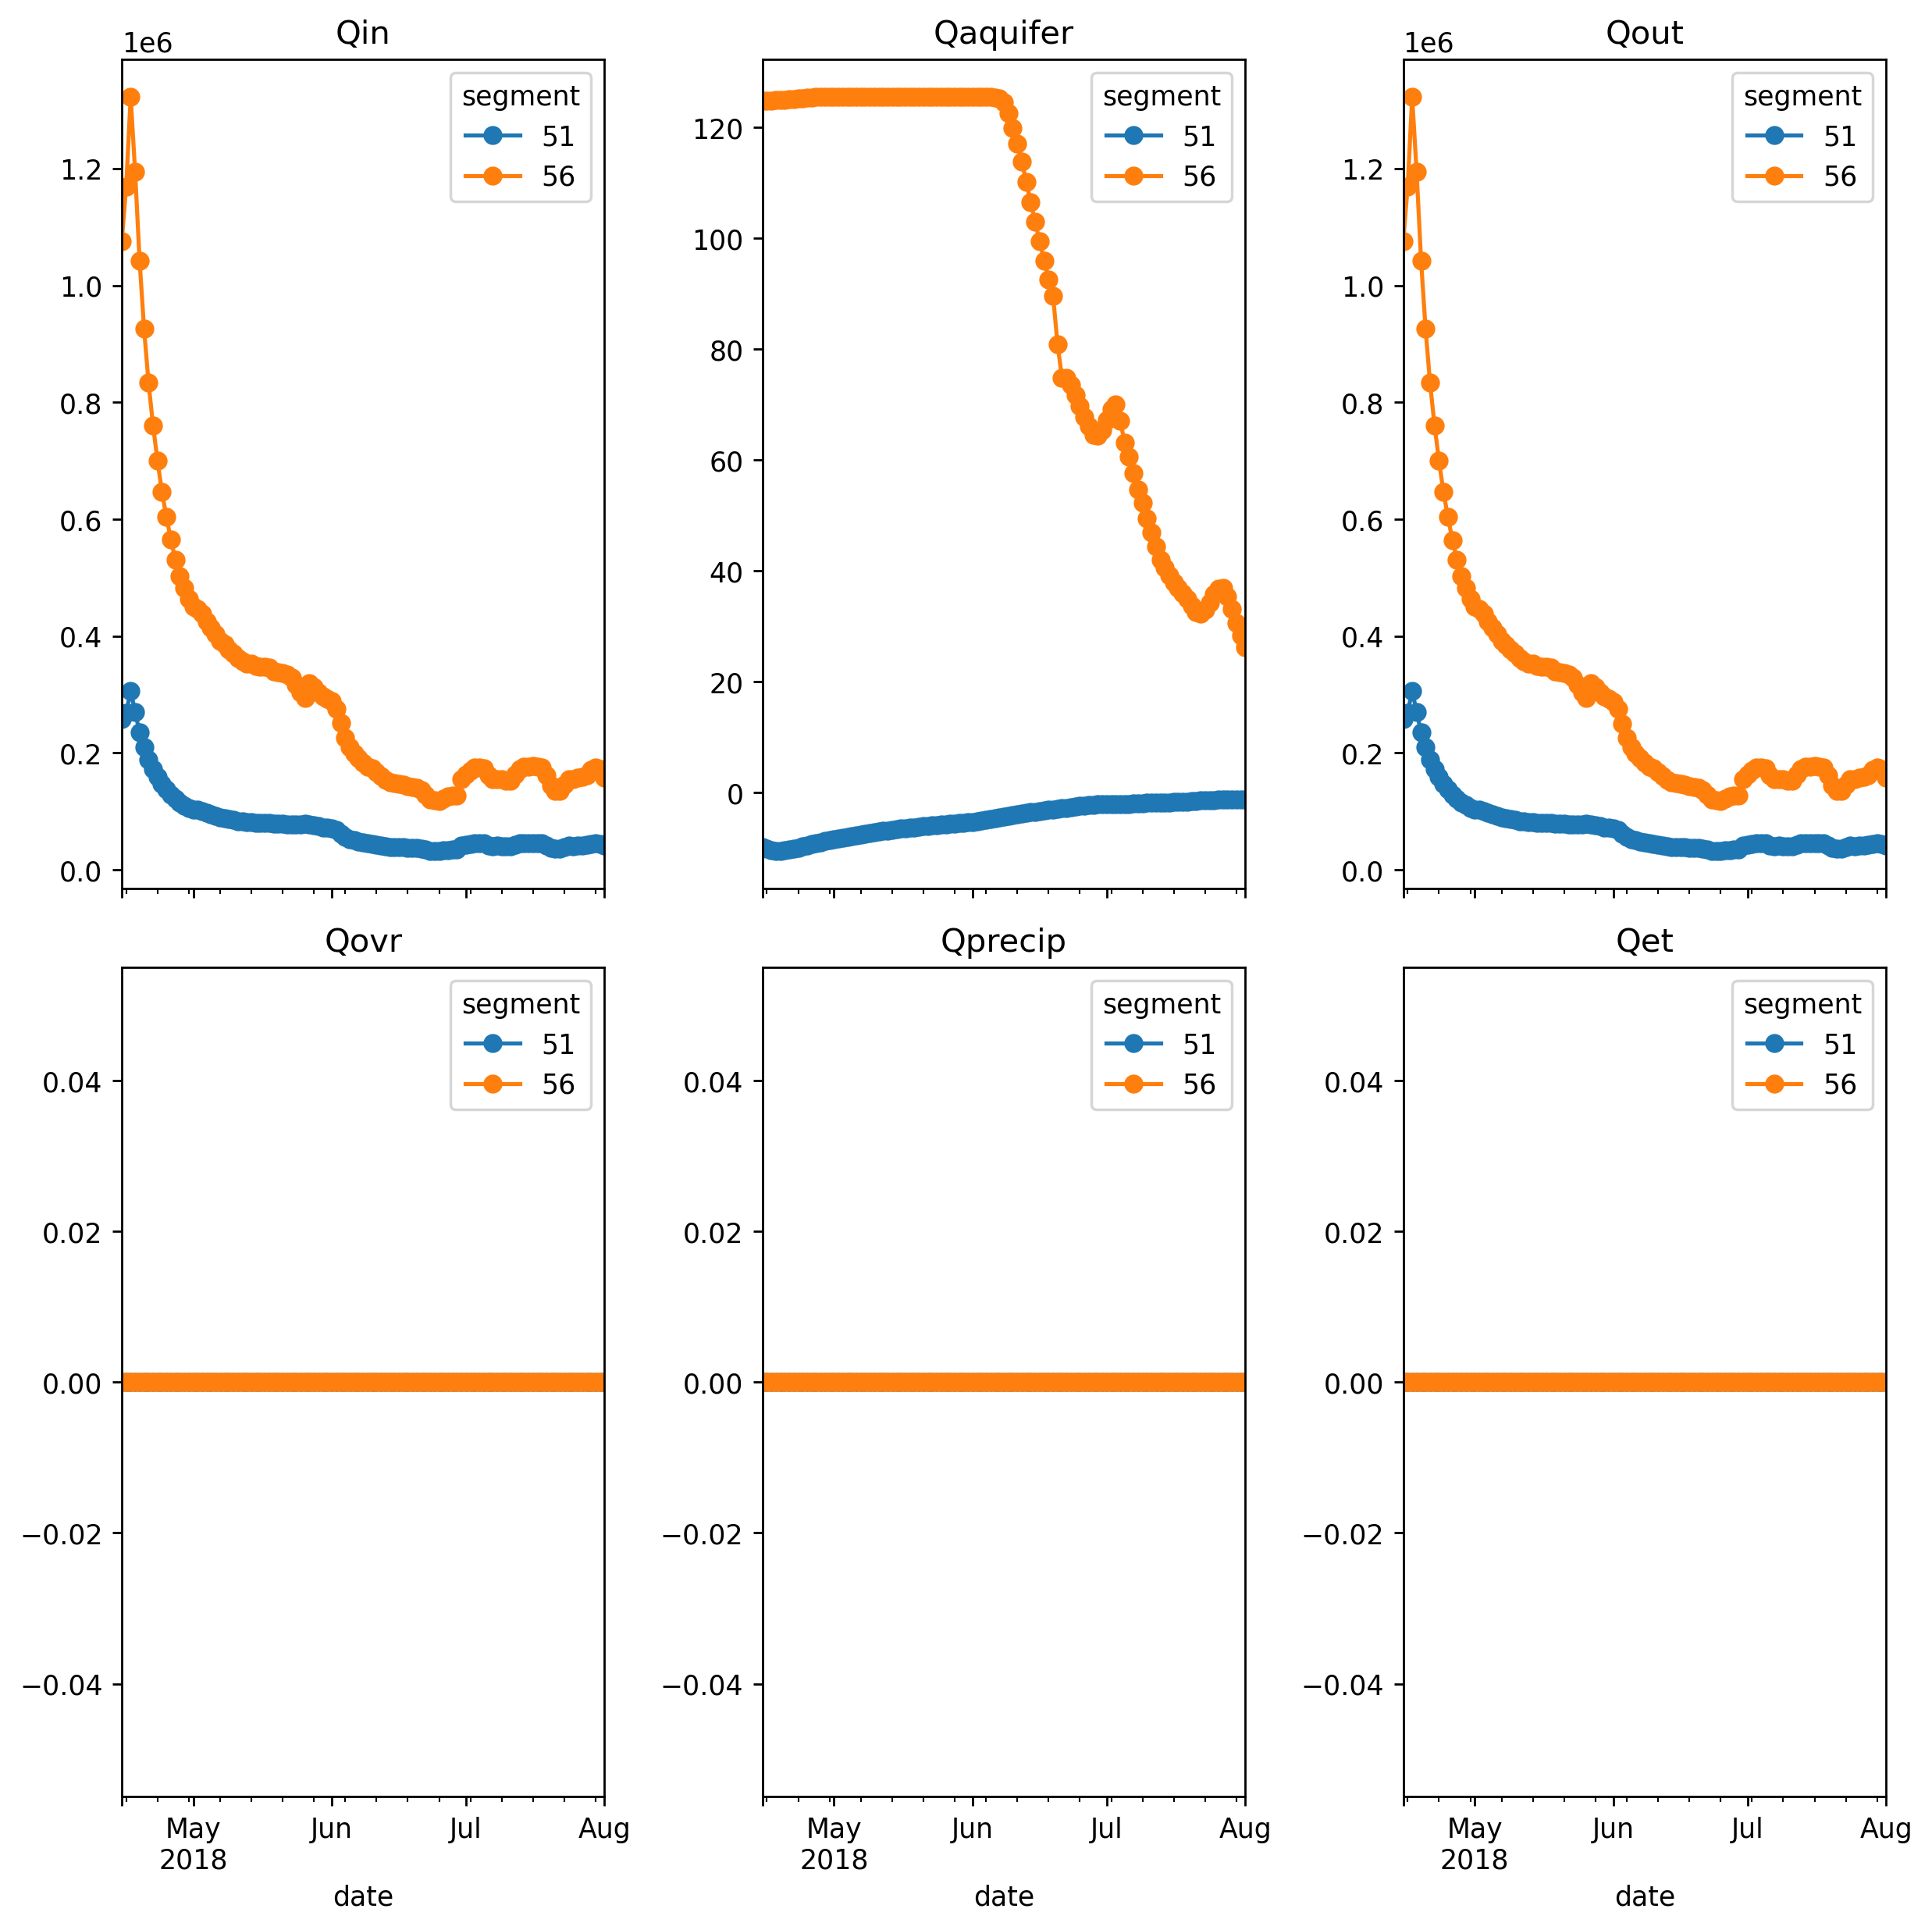 Qin
1e6
1.2
1.0
0.8
0.6
0.4
0.2
0.0
segment
51
56
Qaquifer
120
100
80
60
40
20
0
segment
51
56
Qout
1e6
1.2
1.0
0.8
0.6
0.4
0.2
0.0
segment
51
56
Qovr
0.04
0.02
0.00
−0.02
−0.04
segment
51
56
May
2018
Jun
Jul
Aug
date
Qprecip
0.04
0.02
0.00
−0.02
−0.04
segment
51
56
May
2018
Jun
Jul
Aug
date
Qet
0.04
0.02
0.00
−0.02
−0.04
segment
51
56
May
2018
Jun
Jul
Aug
date